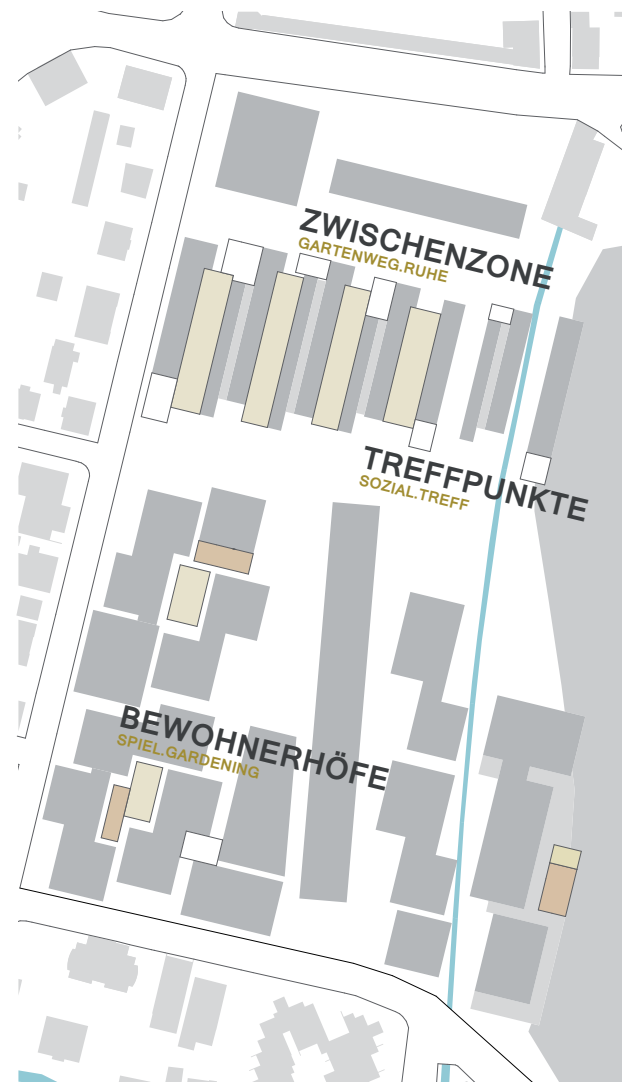 ZWISCHENZONE
GARTENWEG.RUHE
TREFFPUNKTE
SOZIAL.TREFF
BEWOHNERHÖFE
SPIEL.GARDENING